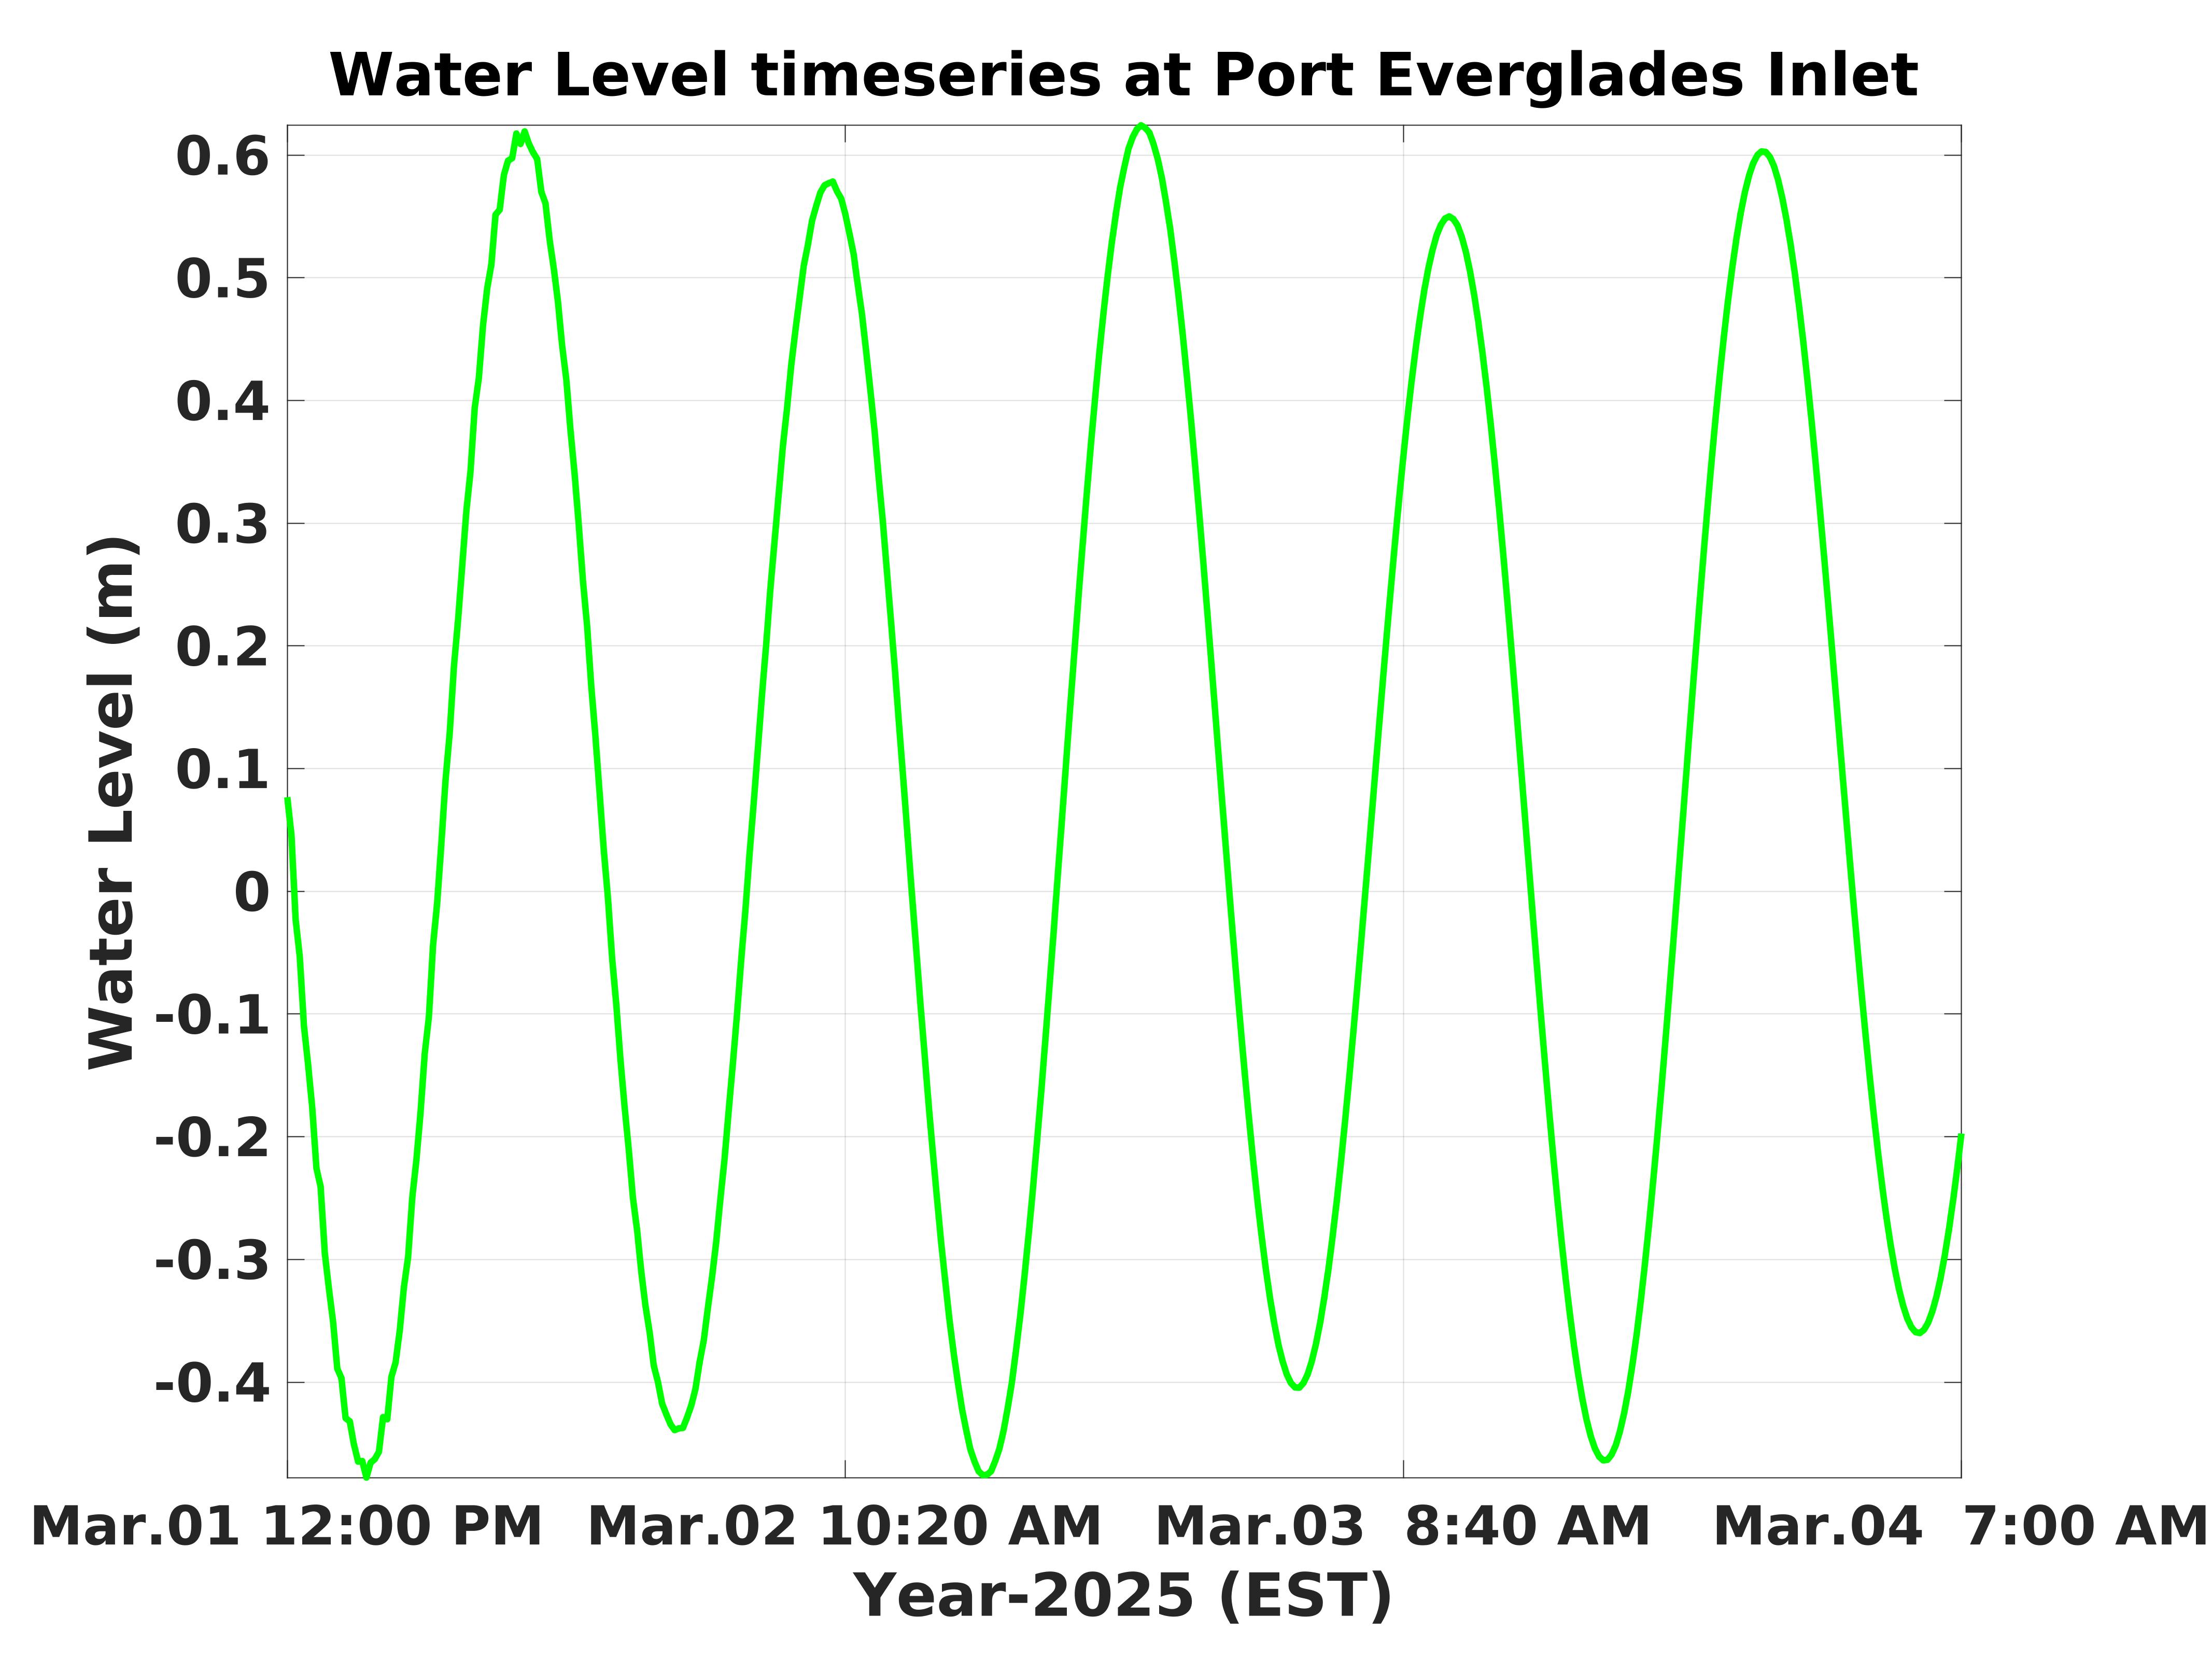 Water Level timeseries at Port Everglades Inlet
0.6
0.5
0.4
0.3
0.2
0.1
0
-0.1
-0.2
-0.3
-0.4
Water Level (m)
Mar.01 12:00 PM Mar.02 10:20 AM Mar.03 8:40 AM Mar.04 7:00 AM
Year-2025 (EST)